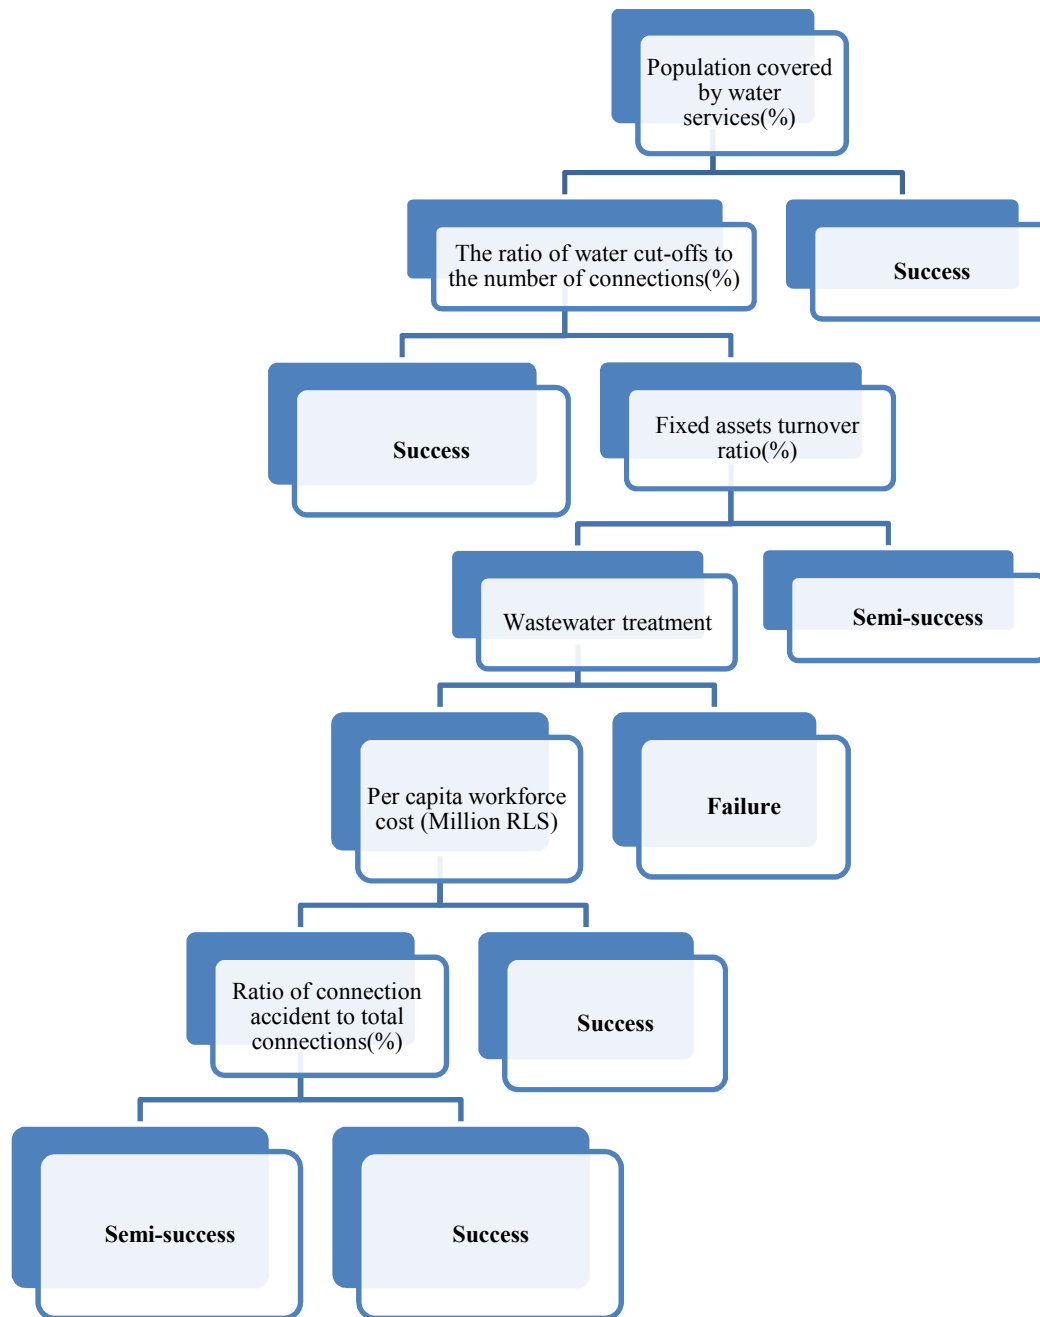 Population covered
by water
services(%)
The ratio of water cut-offs to
the number of connections(%)
Success
Success
Fixed assets turnover
ratio(%)
Wastewater treatment
Semi-success
Per capita workforce
cost (Million RLS)
Failure
Ratio of connection
accident to total
connections(%)
Success
Semi-success
Success